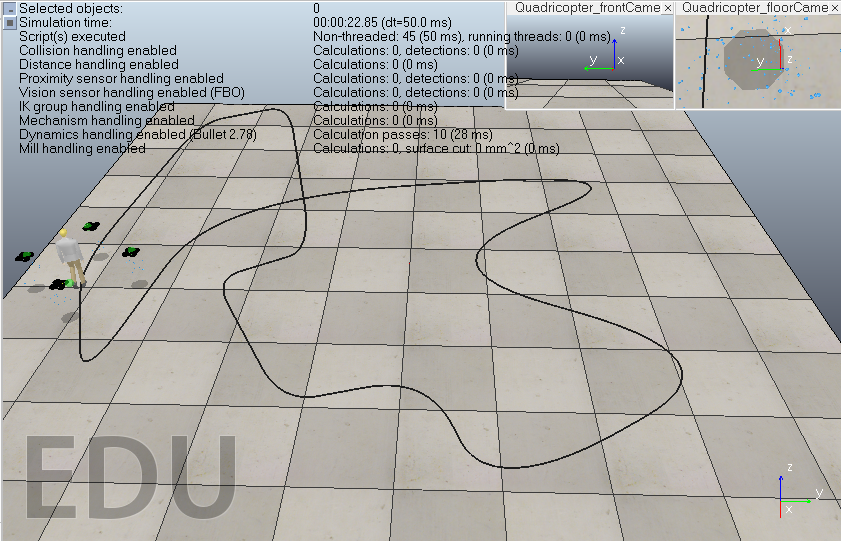 Selected objects: 0
Simulation time: 00:00:22.85 (dt=50.0 ms)
Script(s) executed Non-threaded: 45 (50 ms), running threads: 0 (0 ms)
Collision handling enabled Calculations: 0, detections: 0 (0 ms)
Distance handling enabled Calculations: 0, detections: 0 (0 ms)
Proximity sensor handling enabled Calculations: 0, detections: 0 (0 ms)
Vision sensor handling enabled (FBO) Calculations: 0, detections: 0 (0 ms)
IK group handling enabled Calculations: 0 (0 ms)
Mechanism handling enabled Calculations: 0 (0 ms)
Dynamics handling enabled (Bullet 2.78) Calculation passes: 10 (28 ms)
Mill handling enabled Calculations: 0, surface cut: 0 mm^2 (0 ms)
Quadricopter_frontCame ×
z
y
x
Quadricopter_floorCame ×
x
y
z
EDU
z
y
x